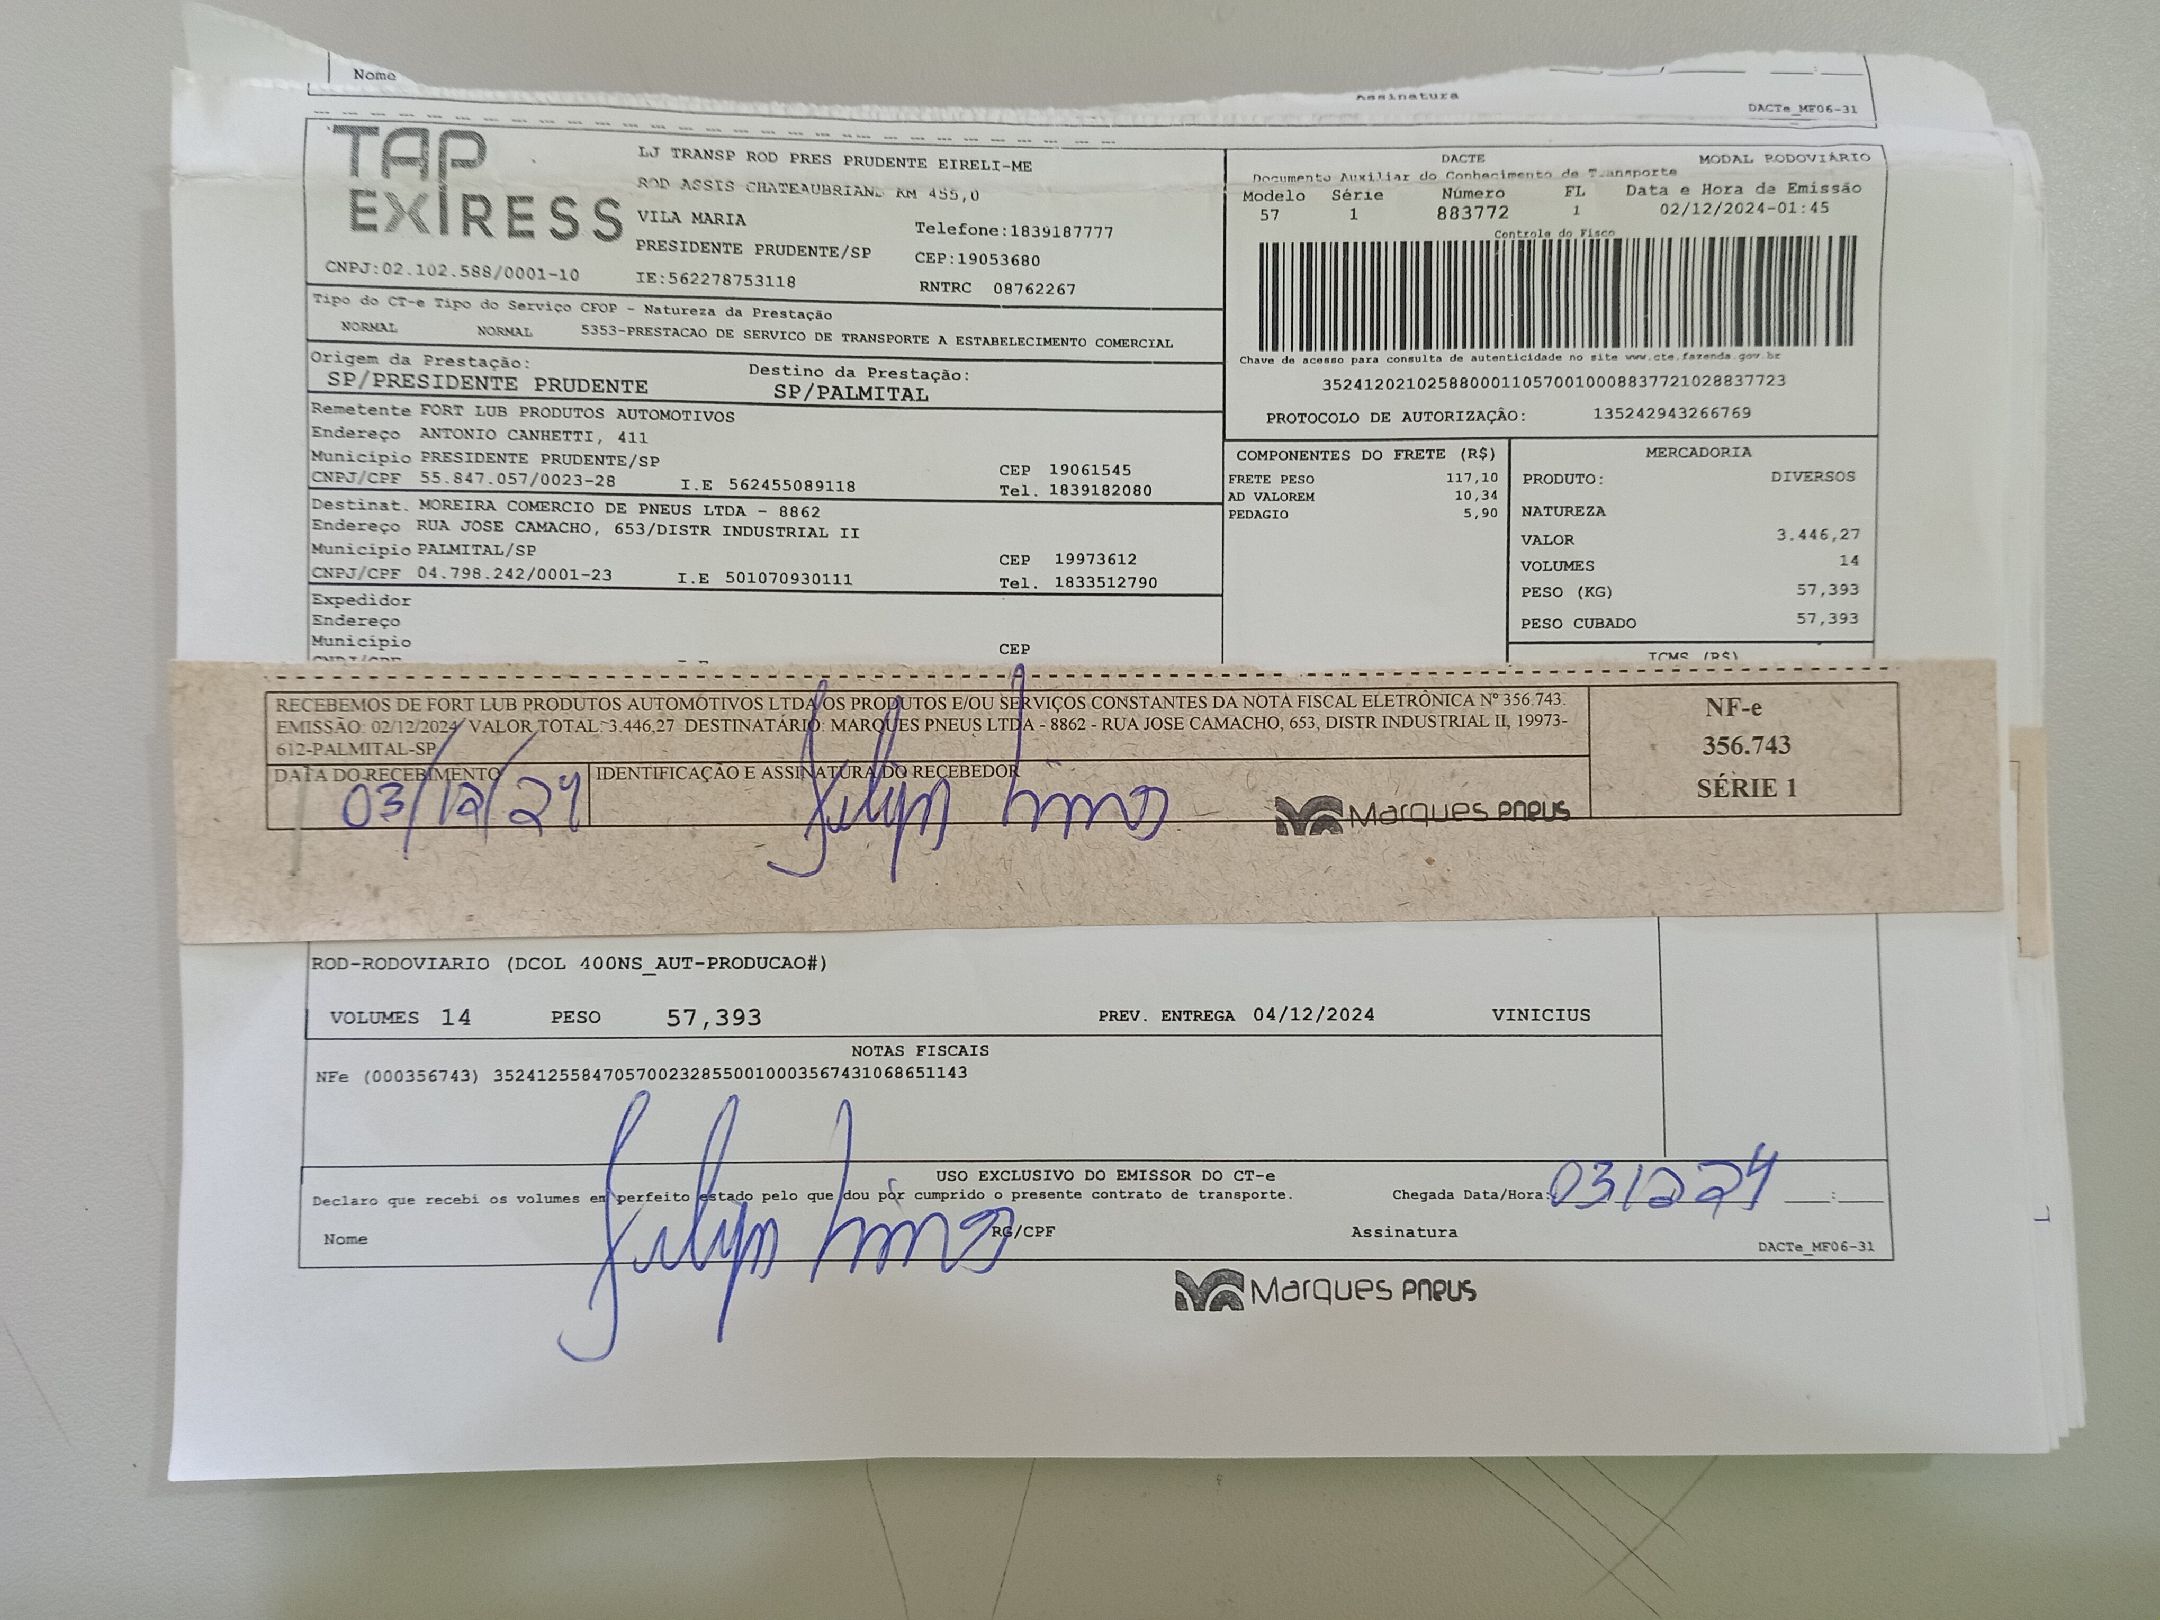 Nome
Assinatura
DACTe_MF06-31
TAP
EXIRESS
LJ TRANSP ROD PRES PRUDENTE EIRELI-ME
ROD ASSIS CHATEAUBRIAND KM 455,0
VILA MARIA
Telefone:1839187777
PRESIDENTE PRUDENTE/SP
CEP:19053680
CNPJ:02.102.588/0001-10
IE:562278753118
RNTRC 08762267
DACTE
MODAL RODOVIÁRIO
Documento Auxiliar do Conhecimento de Transporte
Modelo Série Número FL Data e Hora de Emissão
57 1 883772 1 02/12/2024-01:45
Controle do Fisco
Chave de acesso para consulta de autenticidade no site www.cte.fazenda.gov.br
35241202102588000110570010008837721028837723
PROTOCOLO DE AUTORIZAÇÃO: 135242943266769
Tipo do CT-e Tipo do Serviço CFOP - Natureza da Prestação
NORMAL NORMAL 5353-PRESTACAO DE SERVICO DE TRANSPORTE A ESTABELECIMENTO COMERCIAL
Origem da Prestação:
SP/PRESIDENTE PRUDENTE
Destino da Prestação:
SP/PALMITAL
Remetente FORT LUB PRODUTOS AUTOMOTIVOS
Endereço ANTONIO CANHETTI, 411
Município PRESIDENTE PRUDENTE/SP
CEP 19061545
CNPJ/CPF 55.847.057/0023-28 I.E 562455089118
Tel. 1839182080
Destinat. MOREIRA COMERCIO DE PNEUS LTDA - 8862
Endereço RUA JOSE CAMACHO, 653/DISTR INDUSTRIAL II
Município PALMITAL/SP
CEP 19973612
CNPJ/CPF 04.798.242/0001-23 I.E 501070930111
Tel. 1833512790
Expedidor
Endereço
Município
CEP
CNPJ/CPF
COMPONENTES DO FRETE (R$)
FRETE PESO 117,10
AD VALOREM 10,34
PEDAGIO 5,90
MERCADORIA
PRODUTO: DIVERSOS
NATUREZA
VALOR 3.446,27
VOLUMES 14
PESO (KG) 57,393
PESO CUBADO 57,393
ICMS (R$)
RECEBEMOS DE FORT LUB PRODUTOS AUTOMOTIVOS LTDA OS PRODUTOS E/OU SERVIÇOS CONSTANTES DA NOTA FISCAL ELETRÔNICA Nº 356.743.
EMISSÃO: 02/12/2024 VALOR TOTAL: 3.446,27 DESTINATÁRIO: MARQUES PNEUS LTDA - 8862 - RUA JOSE CAMACHO, 653, DISTR INDUSTRIAL II, 19973-
612-PALMITAL-SP
DATA DO RECEBIMENTO
03/12/24
IDENTIFICAÇÃO E ASSINATURA DO RECEBEDOR
Marques Pneus
NF-e
356.743
SÉRIE 1
ROD-RODOVIARIO (DCOL 400NS_AUT-PRODUCAO#)
VOLUMES 14 PESO 57,393 PREV. ENTREGA 04/12/2024 VINICIUS
NOTAS FISCAIS
NFe (000356743) 35241255847057002328550010003567431068651143
USO EXCLUSIVO DO EMISSOR DO CT-e
Declaro que recebi os volumes em perfeito estado pelo que dou por cumprido o presente contrato de transporte.
Chegada Data/Hora: 03/12 24 __:__
Nome
RG/CPF
Assinatura
DACTe_MF06-31
Marques Pneus